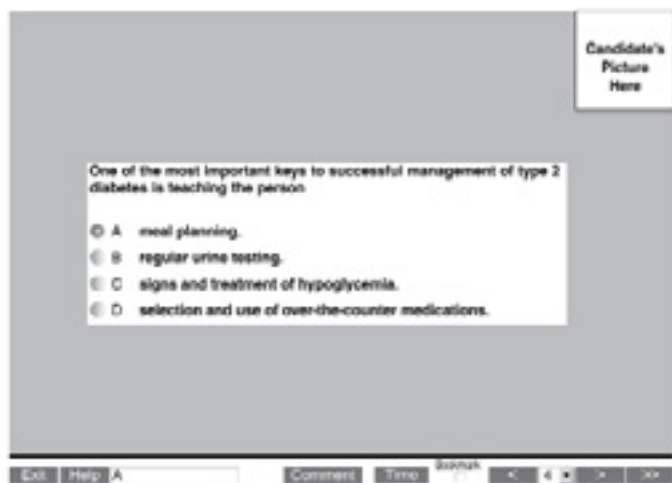 Candidate's
Picture
Here
One of the most important keys to successful management of type 2
diabetes is teaching the person
A meal planning.
B regular urine testing.
C signs and treatment of hypoglycemia.
D selection and use of over-the-counter medications.
Bookmark
Exit Help A Comment Time < 4 > >>